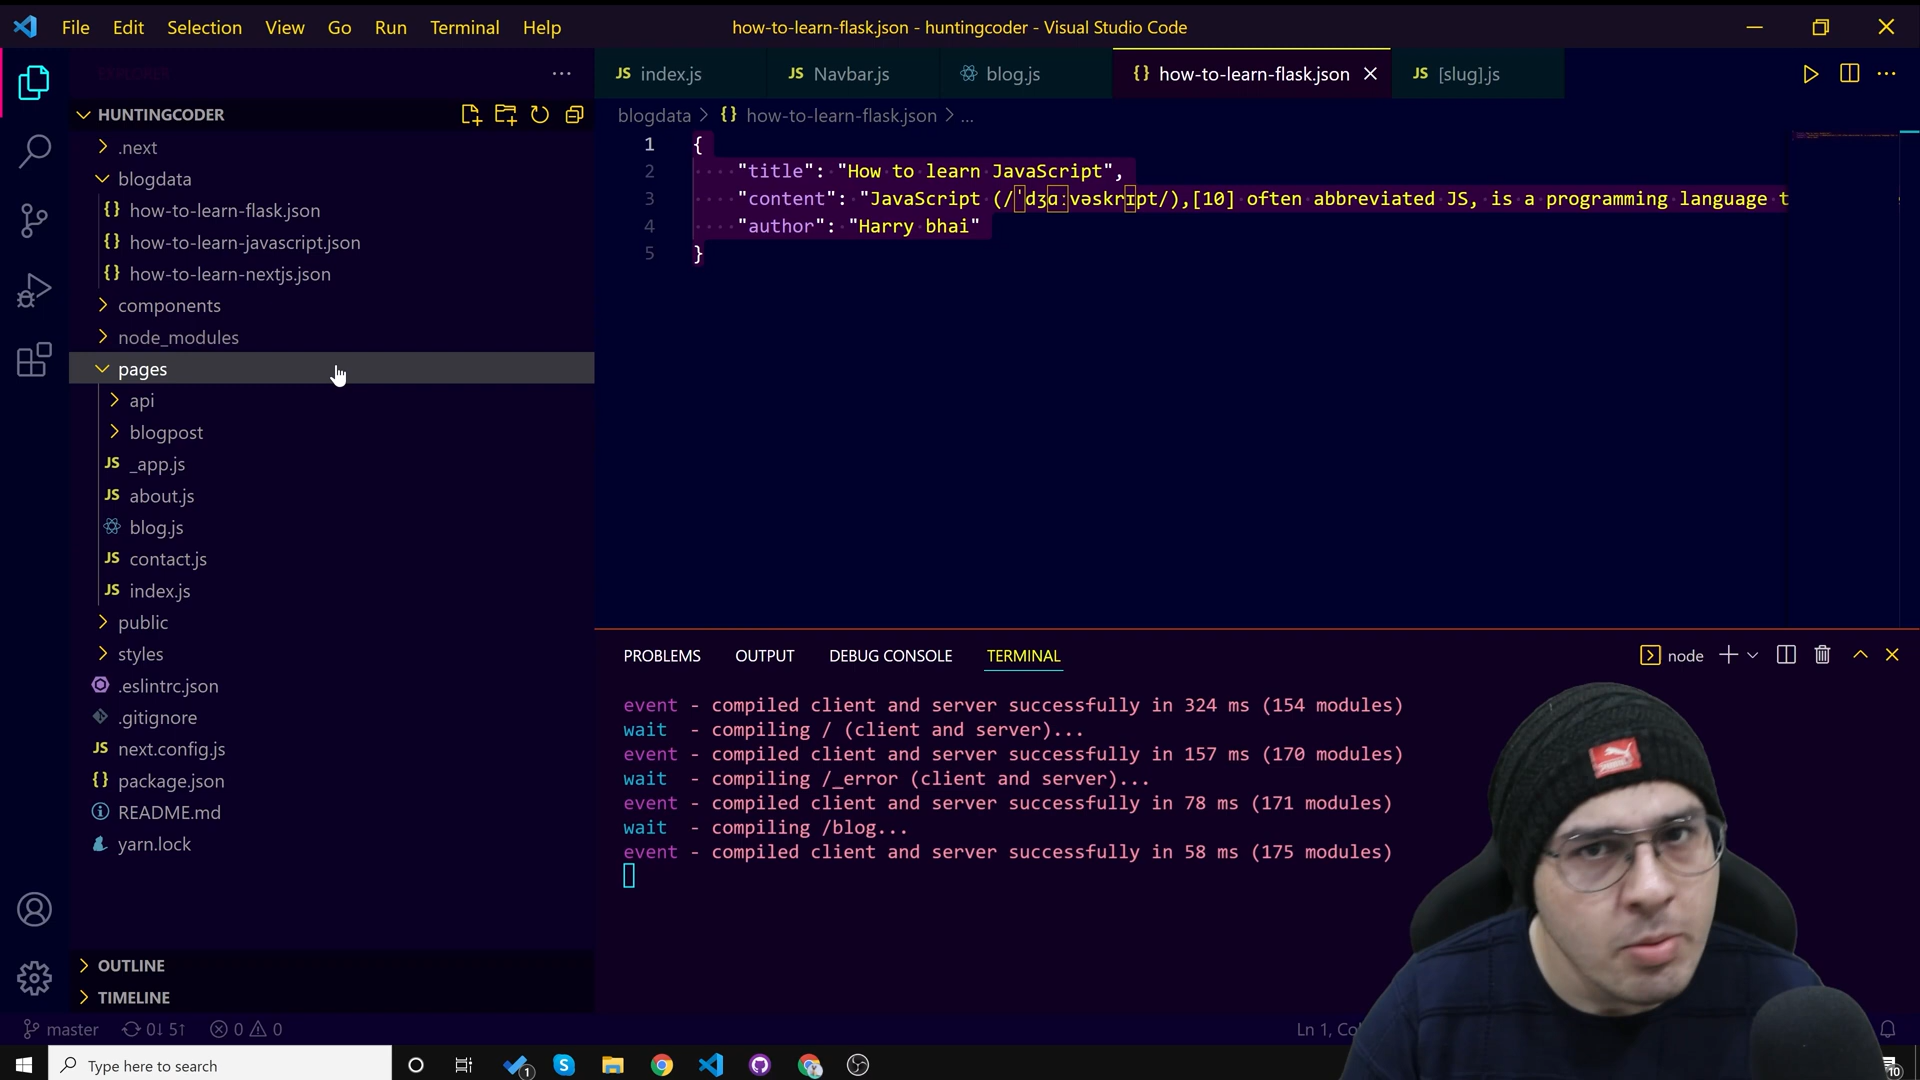 File Edit Selection View Go Run Terminal Help
how-to-learn-flask.json - huntingcoder - Visual Studio Code
EXPLORER
HUNTINGCODER
.next
blogdata
how-to-learn-flask.json
how-to-learn-javascript.json
how-to-learn-nextjs.json
components
node_modules
pages
api
blogpost
_app.js
about.js
blog.js
contact.js
index.js
public
styles
.eslintrc.json
.gitignore
next.config.js
package.json
README.md
yarn.lock
OUTLINE
TIMELINE
JS index.js JS Navbar.js blog.js {} how-to-learn-flask.json JS [slug].js
blogdata > {} how-to-learn-flask.json > ...
1 {
2 "title": "How to learn JavaScript",
3 "content": "JavaScript (/ˈdʒɑːvəskrɪpt/),[10] often abbreviated JS, is a programming language t
4 "author": "Harry bhai"
5 }
PROBLEMS OUTPUT DEBUG CONSOLE TERMINAL
node
event - compiled client and server successfully in 324 ms (154 modules)
wait - compiling / (client and server)...
event - compiled client and server successfully in 157 ms (170 modules)
wait - compiling /_error (client and server)...
event - compiled client and server successfully in 78 ms (171 modules)
wait - compiling /blog...
event - compiled client and server successfully in 58 ms (175 modules)
master 0↓ 5↑ 0 0
Ln 1,
Type here to search
1
10